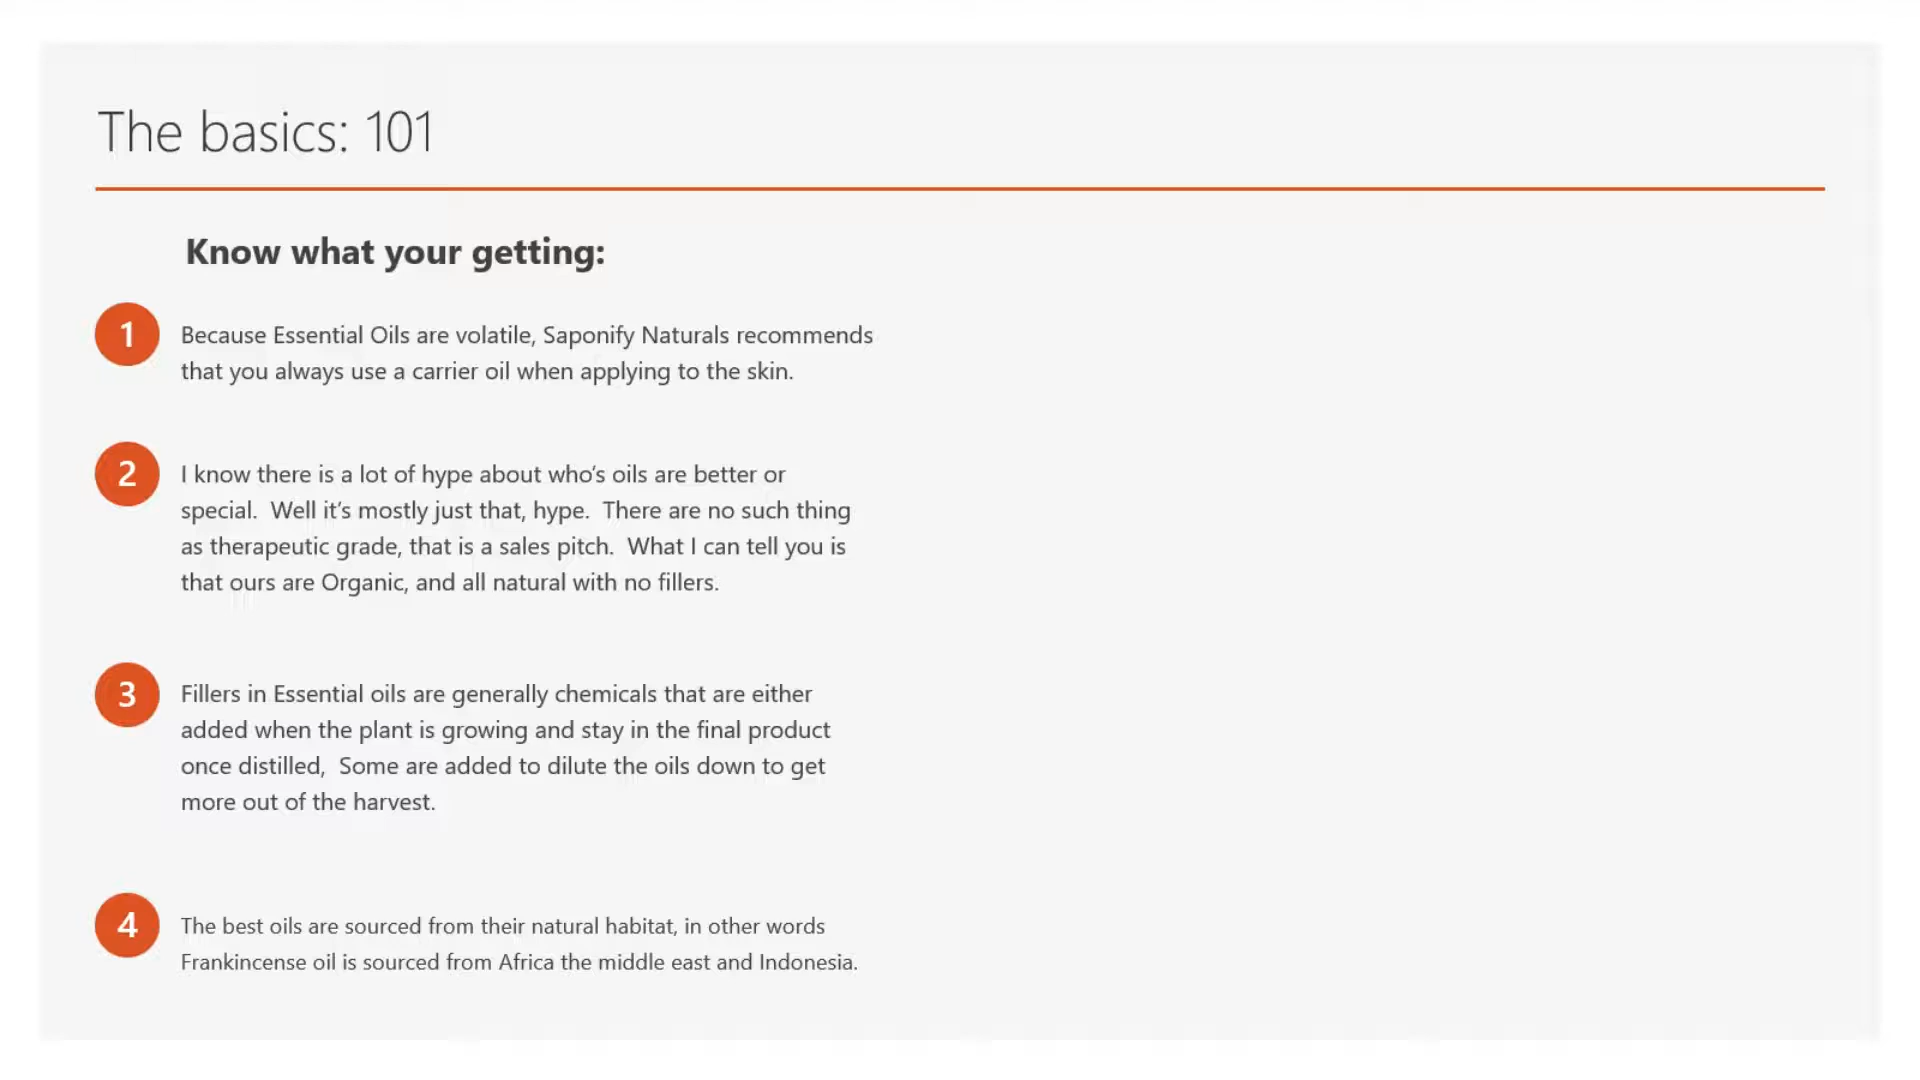 The basics: 101
Know what your getting:
1
Because Essential Oils are volatile, Saponify Naturals recommends
that you always use a carrier oil when applying to the skin.
2
I know there is a lot of hype about who's oils are better or
special.  Well it's mostly just that, hype.  There are no such thing
as therapeutic grade, that is a sales pitch.  What I can tell you is
that ours are Organic, and all natural with no fillers.
3
Fillers in Essential oils are generally chemicals that are either
added when the plant is growing and stay in the final product
once distilled,  Some are added to dilute the oils down to get
more out of the harvest.
4
The best oils are sourced from their natural habitat, in other words
Frankincense oil is sourced from Africa the middle east and Indonesia.